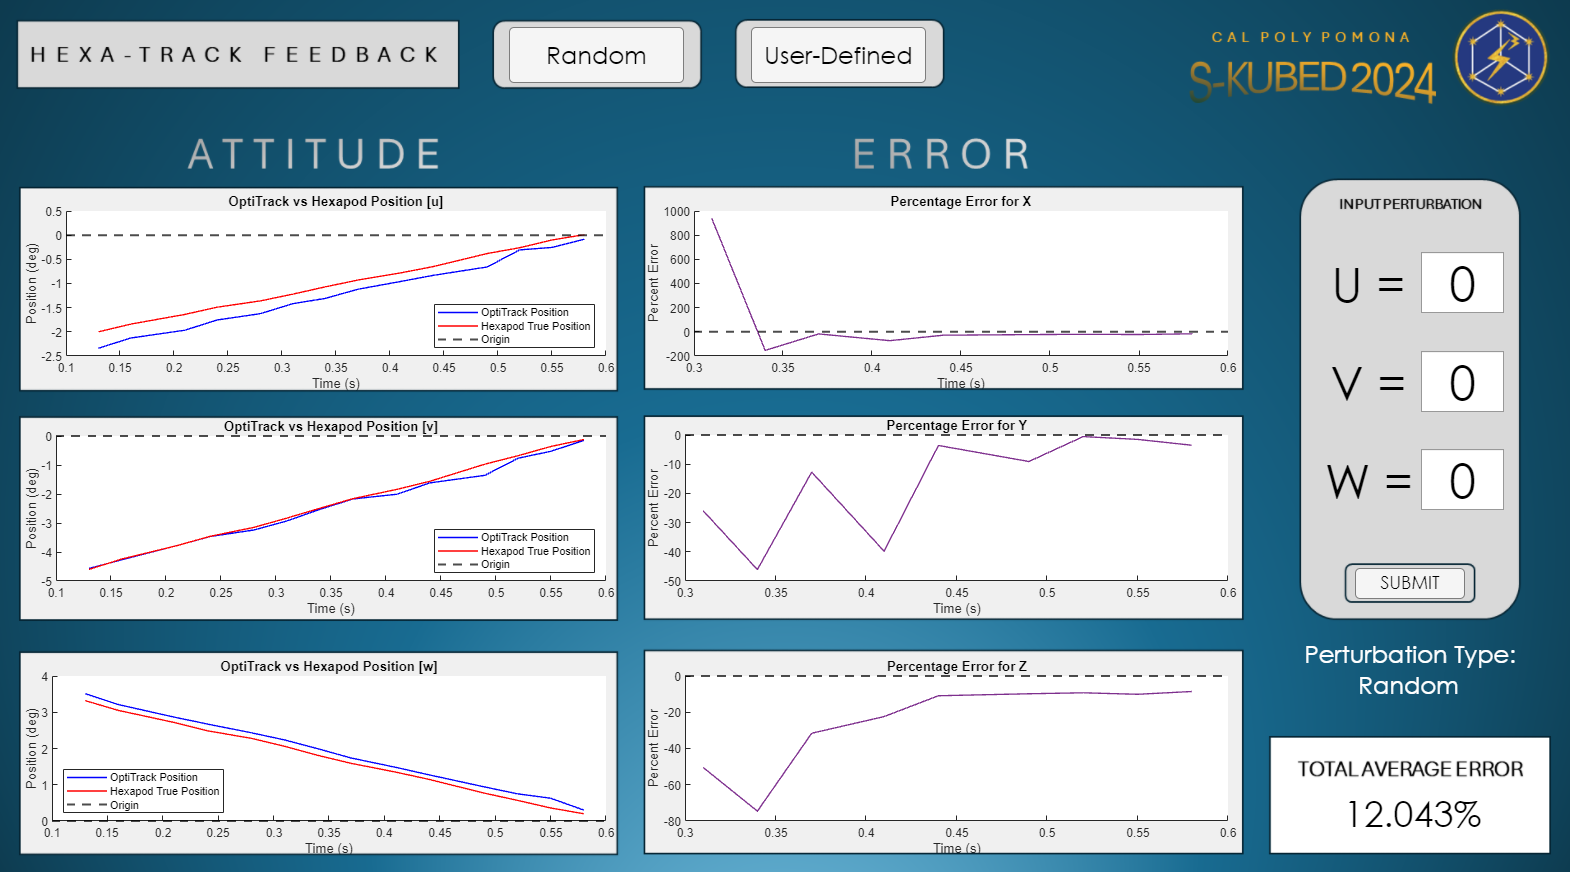 HEXA-TRACK FEEDBACK
Random
User-Defined
CAL POLY POMONA
S-KUBED 2024
ATTITUDE
ERROR
OptiTrack vs Hexapod Position [u]
Position (deg)
0.5
0
-0.5
-1
-1.5
-2
-2.5
OptiTrack Position
Hexapod True Position
Origin
0.1 0.15 0.2 0.25 0.3 0.35 0.4 0.45 0.5 0.55 0.6
Time (s)
Percentage Error for X
Percent Error
1000
800
600
400
200
0
-200
0.3 0.35 0.4 0.45 0.5 0.55 0.6
Time (s)
OptiTrack vs Hexapod Position [v]
Position (deg)
0
-1
-2
-3
-4
-5
OptiTrack Position
Hexapod True Position
Origin
0.1 0.15 0.2 0.25 0.3 0.35 0.4 0.45 0.5 0.55 0.6
Time (s)
Percentage Error for Y
Percent Error
0
-10
-20
-30
-40
-50
0.3 0.35 0.4 0.45 0.5 0.55 0.6
Time (s)
OptiTrack vs Hexapod Position [w]
Position (deg)
4
3
2
1
0
OptiTrack Position
Hexapod True Position
Origin
0.1 0.15 0.2 0.25 0.3 0.35 0.4 0.45 0.5 0.55 0.6
Time (s)
Percentage Error for Z
Percent Error
0
-20
-40
-60
-80
0.3 0.35 0.4 0.45 0.5 0.55 0.6
Time (s)
INPUT PERTURBATION
U = 0
V = 0
W = 0
SUBMIT
Perturbation Type:
Random
TOTAL AVERAGE ERROR
12.043%